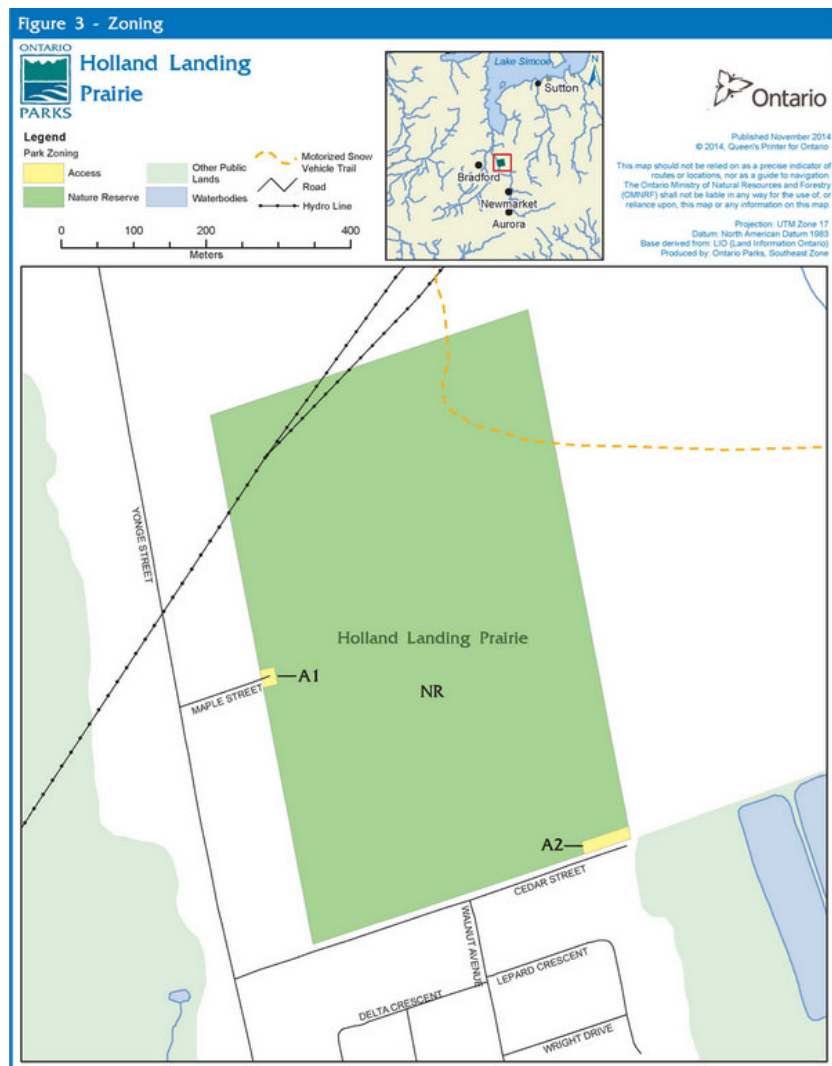 Figure 3 - Zoning
ONTARIO
PARKS
Holland Landing
Prairie
Legend
Park Zoning
Access
Nature Reserve
Other Public
Lands
Waterbodies
Motorized Snow
Vehicle Trail
Road
Hydro Line
0 200 400
Meters
Lake Simcoe
N
Sutton
Bradford
Newmarket
Aurora
Ontario
Published November 2014
© 2014, Queen's Printer for Ontario
This map should not be relied on as a precise indicator of
routes or locations, nor as a guide to navigation.
The Ontario Ministry of Natural Resources and Forestry
(OMNRF) shall not be liable in any way for the use of, or
reliance upon, this map or any information on this map.
Projection: UTM Zone 17
Datum: North American Datum 1983
Base derived from: LIO (Land Information Ontario)
Produced by: Ontario Parks, Southeast Zone
YONGE STREET
Holland Landing Prairie
A1
NR
MAPLE STREET
A2
CEDAR STREET
WALNUT AVENUE
LEPARD CRESCENT
DELTA CRESCENT
WRIGHT DRIVE